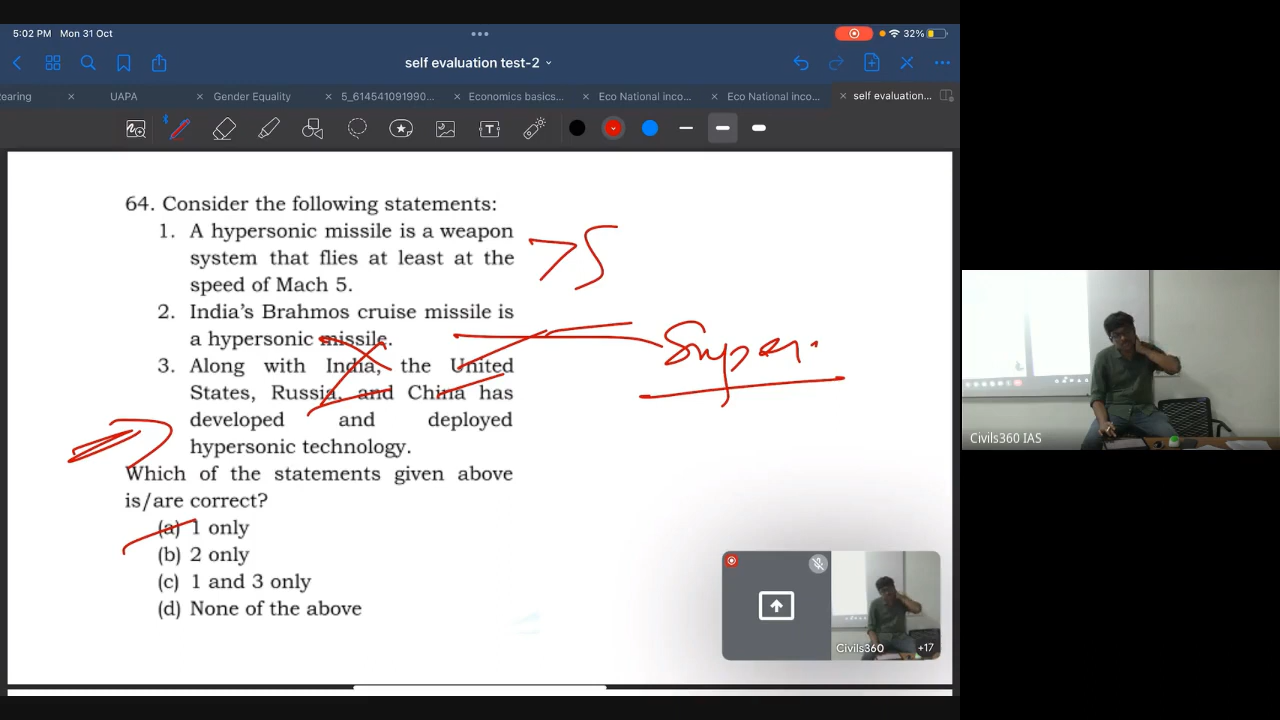 5:02 PM Mon 31 Oct
32%
self evaluation test-2
tearing
UAPA
Gender Equality
5_614541091990...
Economics basics...
Eco National inco...
Eco National inco...
self evaluation...
64. Consider the following statements:
1. A hypersonic missile is a weapon
system that flies at least at the
speed of Mach 5.
>5
2. India's Brahmos cruise missile is
a hypersonic missile.
Super.
3. Along with India, the United
States, Russia, and China has
developed and deployed
hypersonic technology.
Which of the statements given above
is/are correct?
(a) 1 only
(b) 2 only
(c) 1 and 3 only
(d) None of the above
Civils360
+17
Civils360 IAS